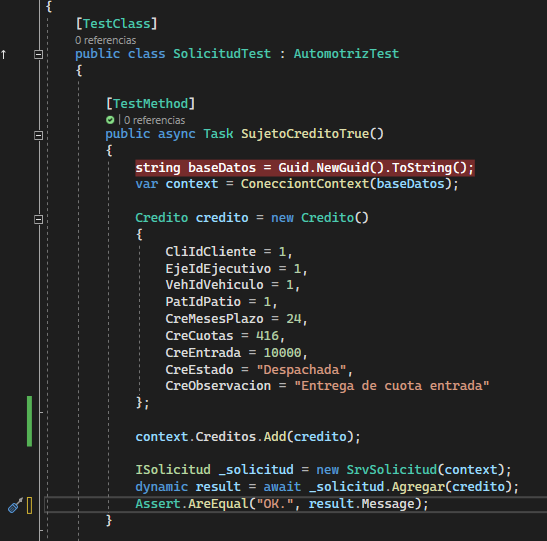 {
[TestClass]
0 referencias
public class SolicitudTest : AutomotrizTest
{
[TestMethod]
| 0 referencias
public async Task SujetoCreditoTrue()
{
string baseDatos = Guid.NewGuid().ToString();
var context = ConecciontContext(baseDatos);
Credito credito = new Credito()
{
CliIdCliente = 1,
EjeIdEjecutivo = 1,
VehIdVehiculo = 1,
PatIdPatio = 1,
CreMesesPlazo = 24,
CreCuotas = 416,
CreEntrada = 10000,
CreEstado = "Despachada",
CreObservacion = "Entrega de cuota entrada"
};
context.Creditos.Add(credito);
ISolicitud _solicitud = new SrvSolicitud(context);
dynamic result = await _solicitud.Agregar(credito);
Assert.AreEqual("OK.", result.Message);
}